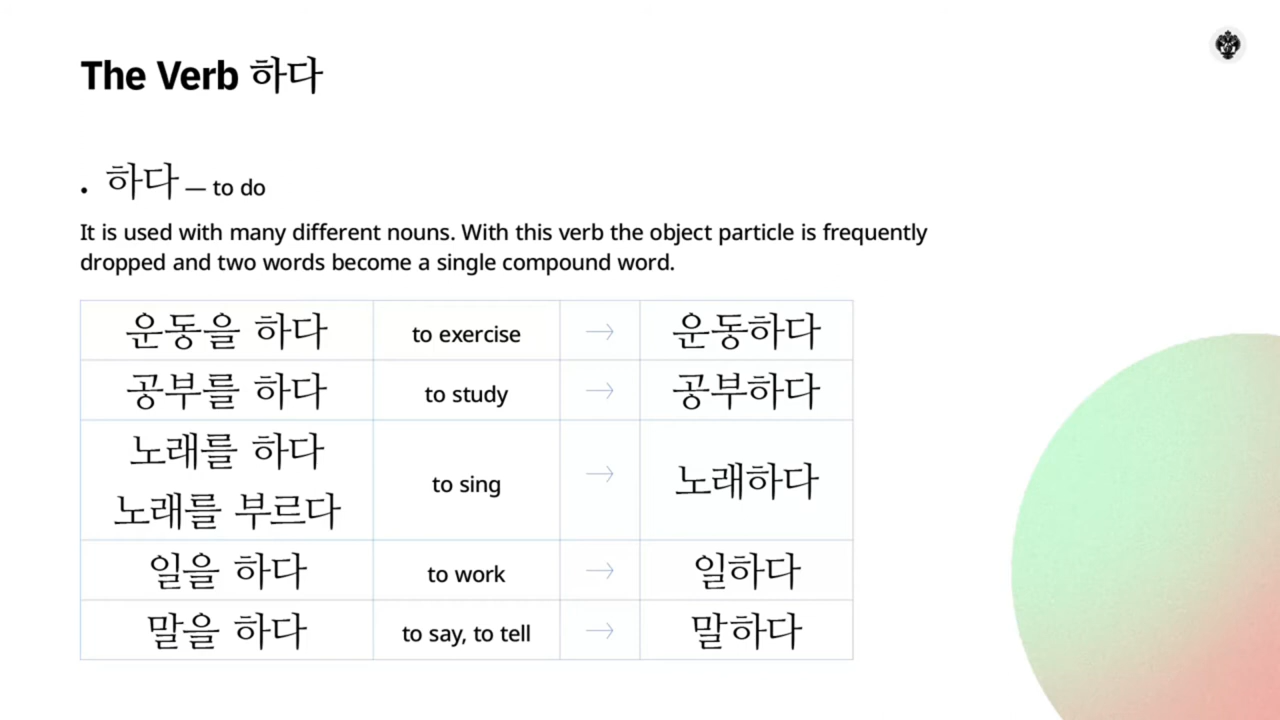 The Verb 하다
• 하다 — to do
It is used with many different nouns. With this verb the object particle is frequently
dropped and two words become a single compound word.
운동을 하다 to exercise → 운동하다
공부를 하다 to study → 공부하다
노래를 하다
노래를 부르다 to sing → 노래하다
일을 하다 to work → 일하다
말을 하다 to say, to tell → 말하다